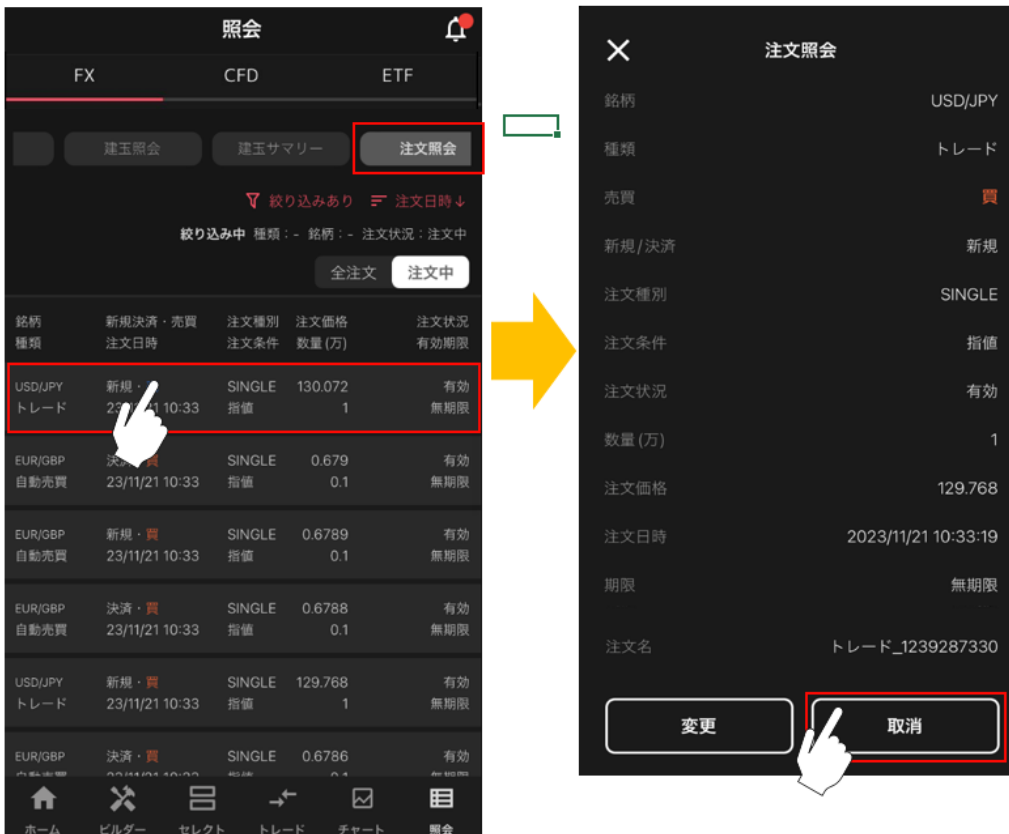 照会
FX CFD ETF
建玉照会 建玉サマリー 注文照会
絞り込みあり 注文日時↓
絞り込み中 種類：- 銘柄：- 注文状況：注文中
全注文 注文中
銘柄 新規決済・売買 注文種別 注文価格 注文状況
種類 注文日時 注文条件 数量(万) 有効期限
USD/JPY 新規・ SINGLE 130.072 有効
トレード 10:33 指値 1 無期限
EUR/GBP 決済・買 SINGLE 0.679 有効
自動売買 23/11/21 10:33 指値 0.1 無期限
EUR/GBP 新規・買 SINGLE 0.6789 有効
自動売買 23/11/21 10:33 指値 0.1 無期限
EUR/GBP 決済・買 SINGLE 0.6788 有効
自動売買 23/11/21 10:33 指値 0.1 無期限
USD/JPY 新規・買 SINGLE 129.768 有効
トレード 23/11/21 10:33 指値 1 無期限
EUR/GBP 決済・買 SINGLE 0.6786 有効
ホーム ビルダー セレクト トレード チャート 照会
注文照会
銘柄 USD/JPY
種類 トレード
売買 買
新規/決済 新規
注文種別 SINGLE
注文条件 指値
注文状況 有効
数量(万) 1
注文価格 129.768
注文日時 2023/11/21 10:33:19
期限 無期限
注文名 トレード_1239287330
変更 取消